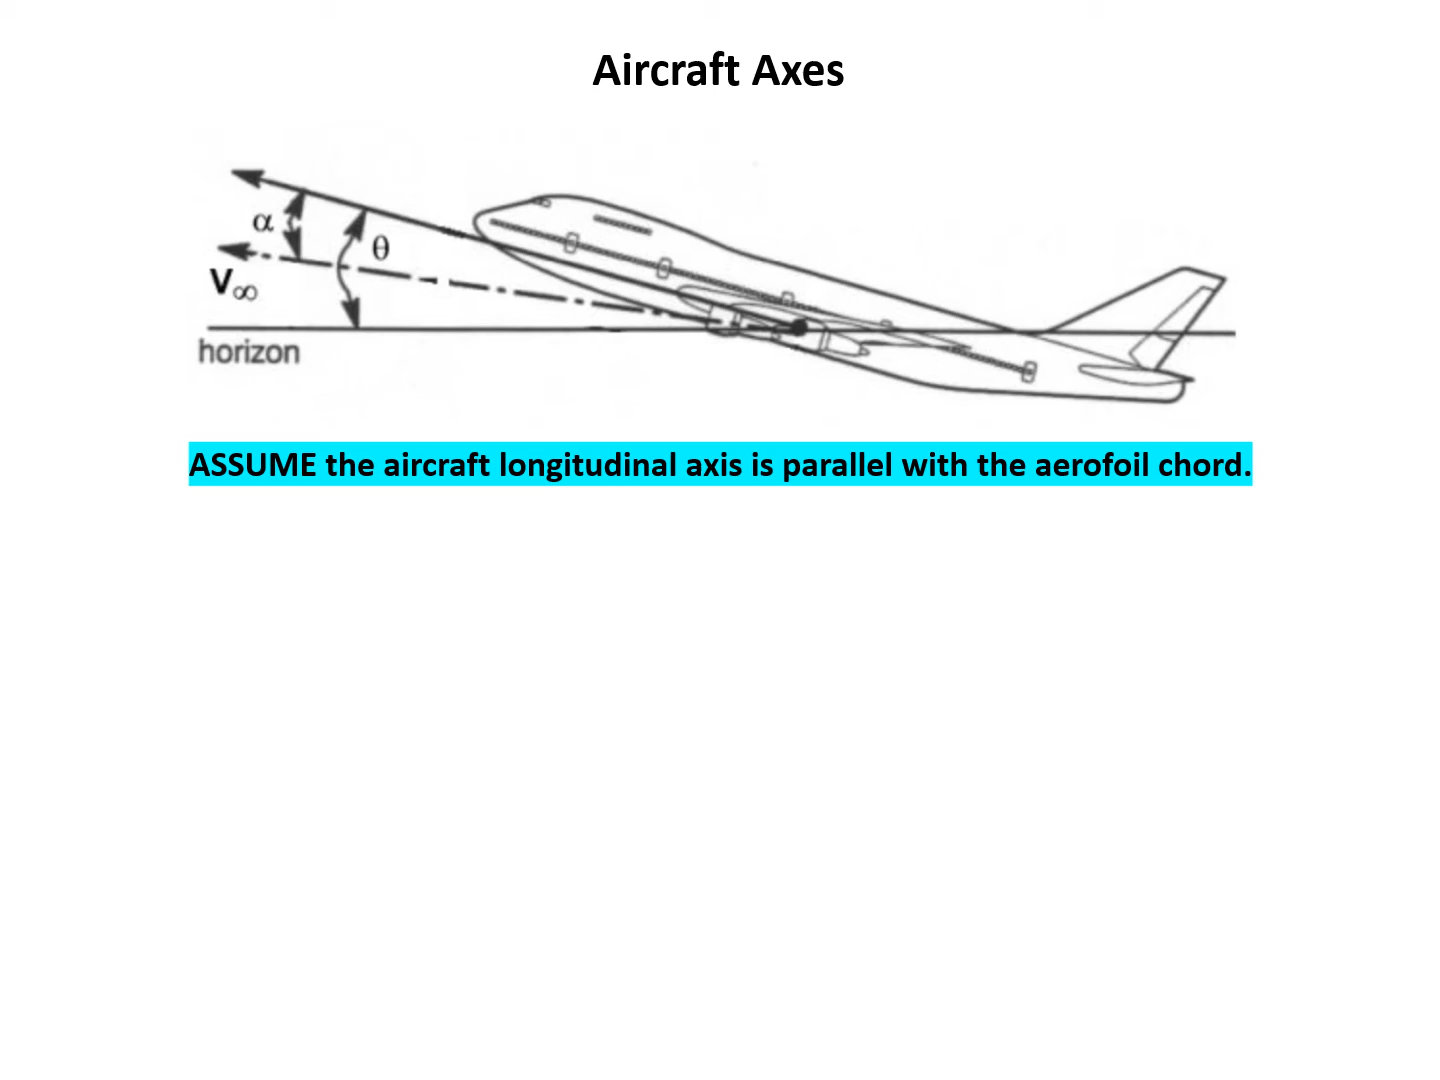 Aircraft Axes
α
θ
V∞
horizon
ASSUME the aircraft longitudinal axis is parallel with the aerofoil chord.